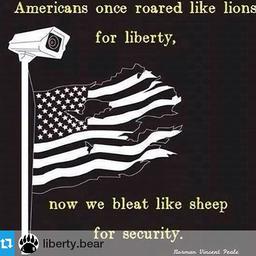 Americans once roared like lions
for liberty,
now we bleat like sheep
for security.
Norman Vincent Peale
liberty.bear